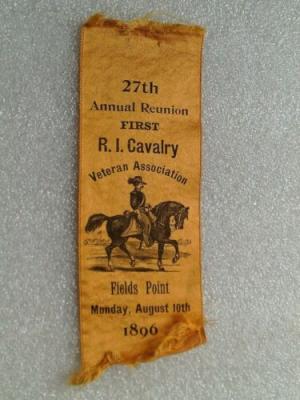 27th
Annual Reunion
FIRST
R. I. Cavalry
Veteran Association
Fields Point
Monday, August 10th
1896